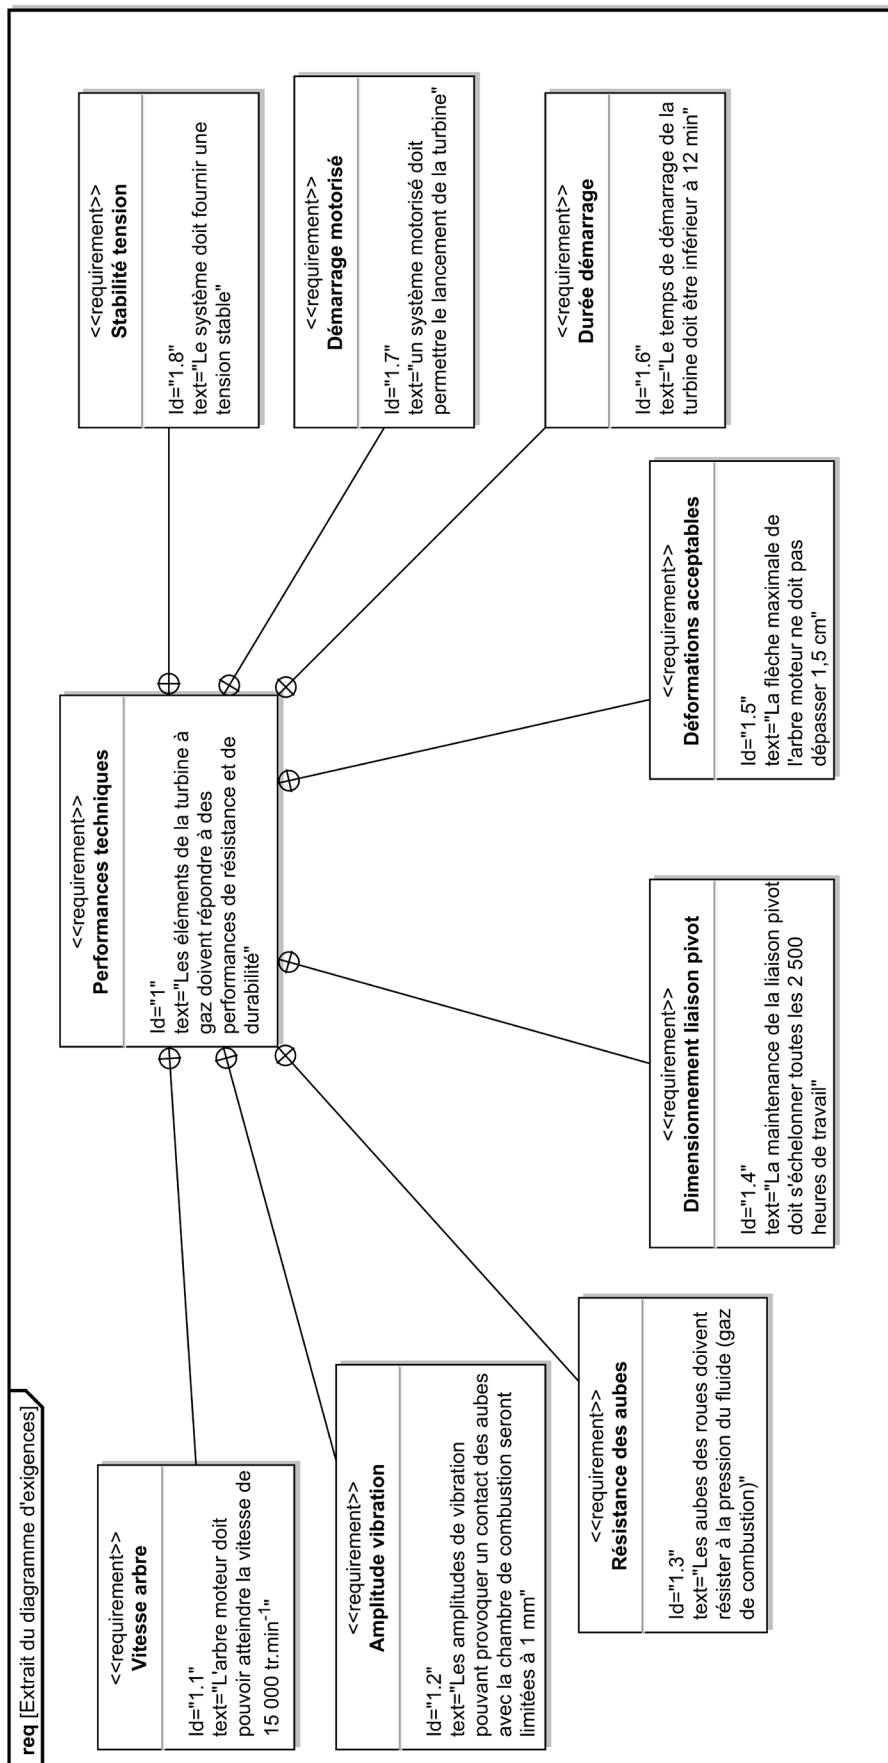 req [Extrait du diagramme d'exigences]
<<requirement>>
Performances techniques
Id="1"
text="Les éléments de la turbine à
gaz doivent répondre à des
performances de résistance et de
durabilité"
<<requirement>>
Vitesse arbre
Id="1.1"
text="L'arbre moteur doit
pouvoir atteindre la vitesse de
15 000 tr.min⁻¹"
<<requirement>>
Amplitude vibration
Id="1.2"
text="Les amplitudes de vibration
pouvant provoquer un contact des aubes
avec la chambre de combustion seront
limitées à 1 mm"
<<requirement>>
Résistance des aubes
Id="1.3"
text="Les aubes des roues doivent
résister à la pression du fluide (gaz
de combustion)"
<<requirement>>
Dimensionnement liaison pivot
Id="1.4"
text="La maintenance de la liaison pivot
doit s'échelonner toutes les 2 500
heures de travail"
<<requirement>>
Déformations acceptables
Id="1.5"
text="La flèche maximale de
l'arbre moteur ne doit pas
dépasser 1,5 cm"
<<requirement>>
Durée démarrage
Id="1.6"
text="Le temps de démarrage de la
turbine doit être inférieur à 12 min"
<<requirement>>
Démarrage motorisé
Id="1.7"
text="un système motorisé doit
permettre le lancement de la turbine"
<<requirement>>
Stabilité tension
Id="1.8"
text="Le système doit fournir une
tension stable"